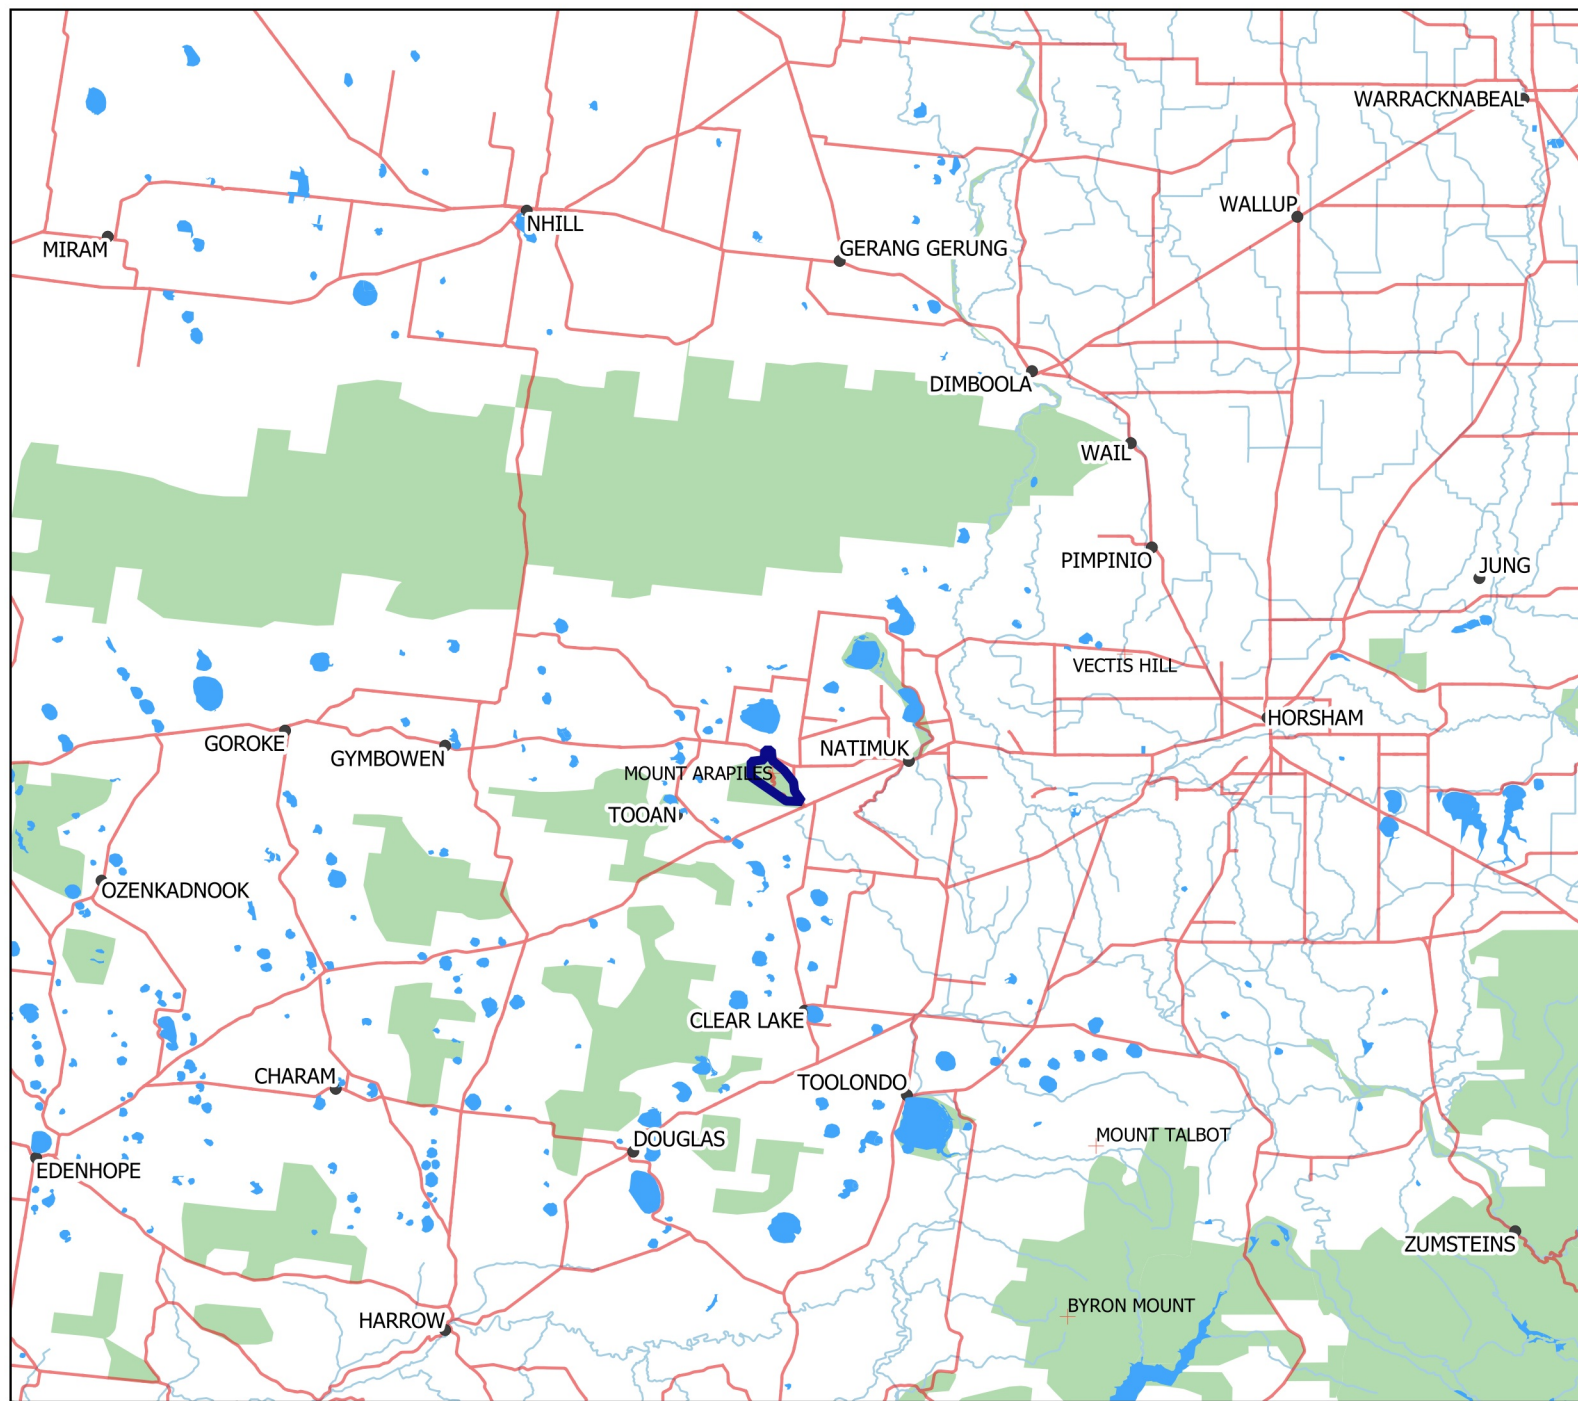 WARRACKNABEAL
WALLUP
NHILL
MIRAM
GERANG GERUNG
DIMBOOLA
WAIL
PIMPINIO
JUNG
VECTIS HILL
HORSHAM
GOROKE
GYMBOWEN
NATIMUK
MOUNT ARAPILES
TOOAN
OZENKADNOOK
CLEAR LAKE
CHARAM
TOOLONDO
DOUGLAS
MOUNT TALBOT
EDENHOPE
ZUMSTEINS
BYRON MOUNT
HARROW